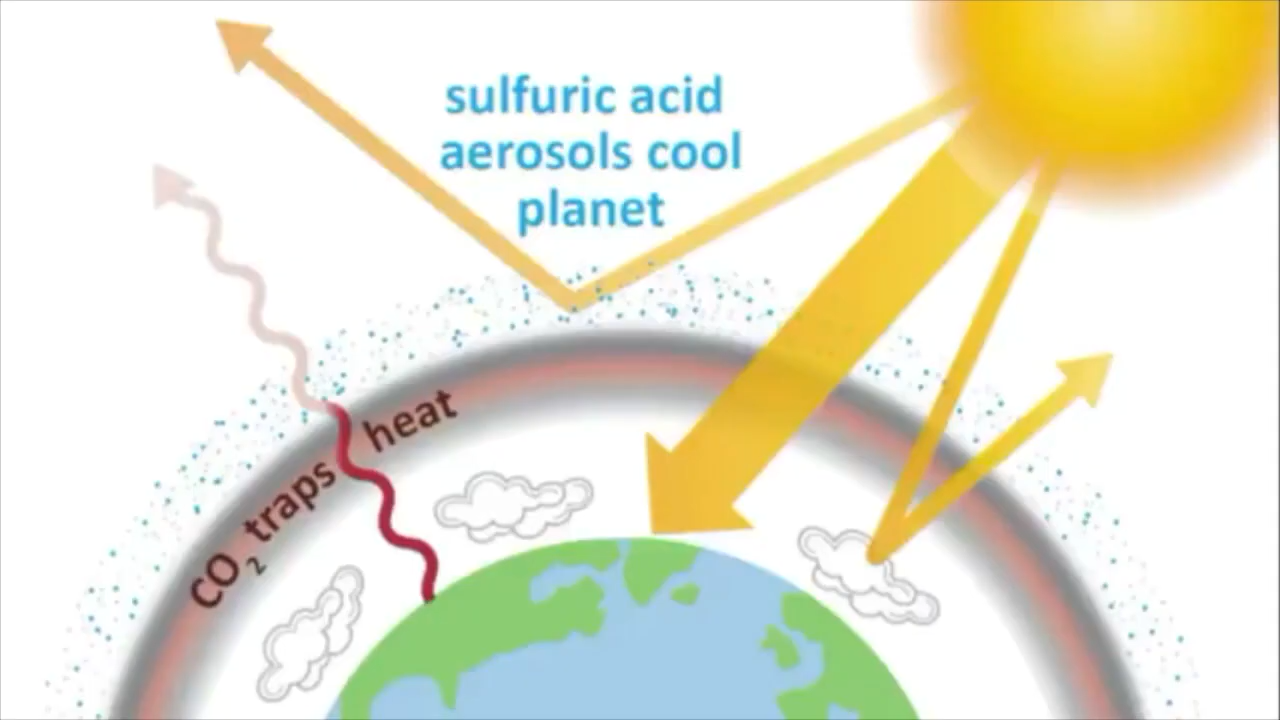 sulfuric acid
aerosols cool
planet
CO₂ traps heat